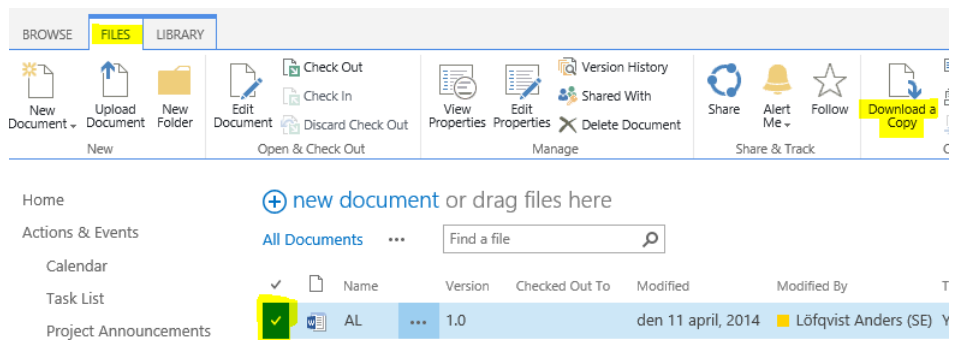 BROWSE FILES LIBRARY
New Document
Upload Document
New Folder
New
Edit Document
Check Out
Check In
Discard Check Out
Open & Check Out
View Properties
Edit Properties
Version History
Shared With
Delete Document
Manage
Share
Alert Me
Follow
Share & Track
Download a Copy
Home
Actions & Events
Calendar
Task List
Project Announcements
new document or drag files here
All Documents ••• Find a file
Name Version Checked Out To Modified Modified By
AL ••• 1.0 den 11 april, 2014 Löfqvist Anders (SE)